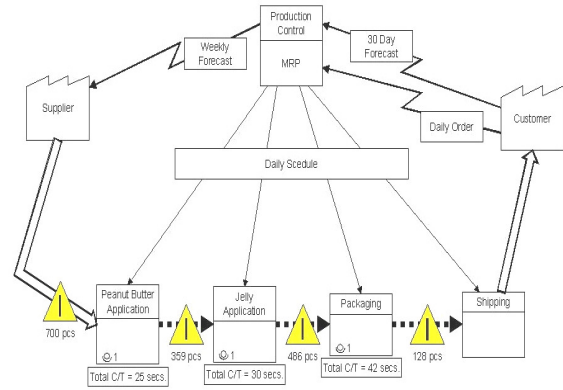 Production
Control
MRP
Weekly
Forecast
30 Day
Forecast
Supplier
Daily Order
Customer
Daily Scedule
Peanut Butter
Application
Jelly
Application
Packaging
Shipping
700 pcs
359 pcs
486 pcs
128 pcs
1
1
1
Total C/T = 25 secs.
Total C/T = 30 secs.
Total C/T = 42 secs.